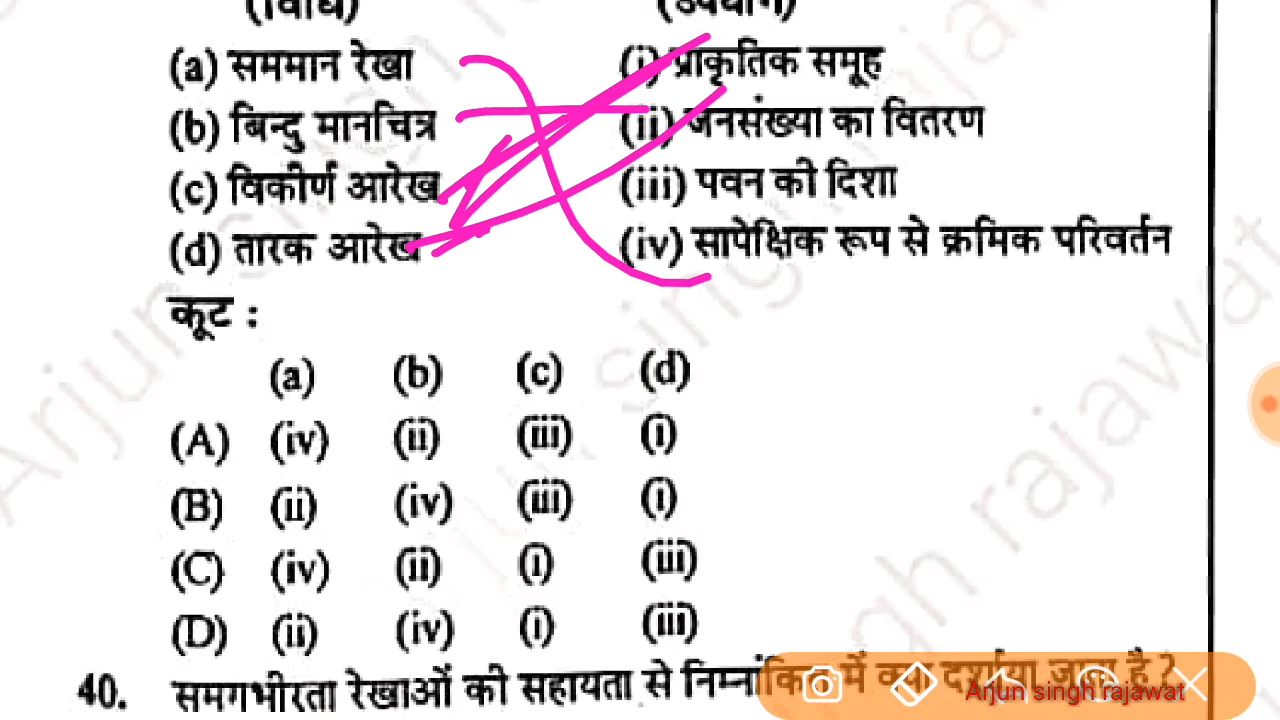 (विधि) (उपयोग)
(a) सममान रेखा (i) प्राकृतिक समूह
(b) बिन्दु मानचित्र (ii) जनसंख्या का वितरण
(c) विकीर्ण आरेख (iii) पवन की दिशा
(d) तारक आरेख (iv) सापेक्षिक रूप से क्रमिक परिवर्तन
कूट :
(a) (b) (c) (d)
(A) (iv) (ii) (iii) (i)
(B) (ii) (iv) (iii) (i)
(C) (iv) (ii) (i) (iii)
(D) (ii) (iv) (i) (iii)
40. समगभीरता रेखाओं की सहायता से निम्नांकित में क्या दर्शाया जाता है ?
Arjun singh rajawat